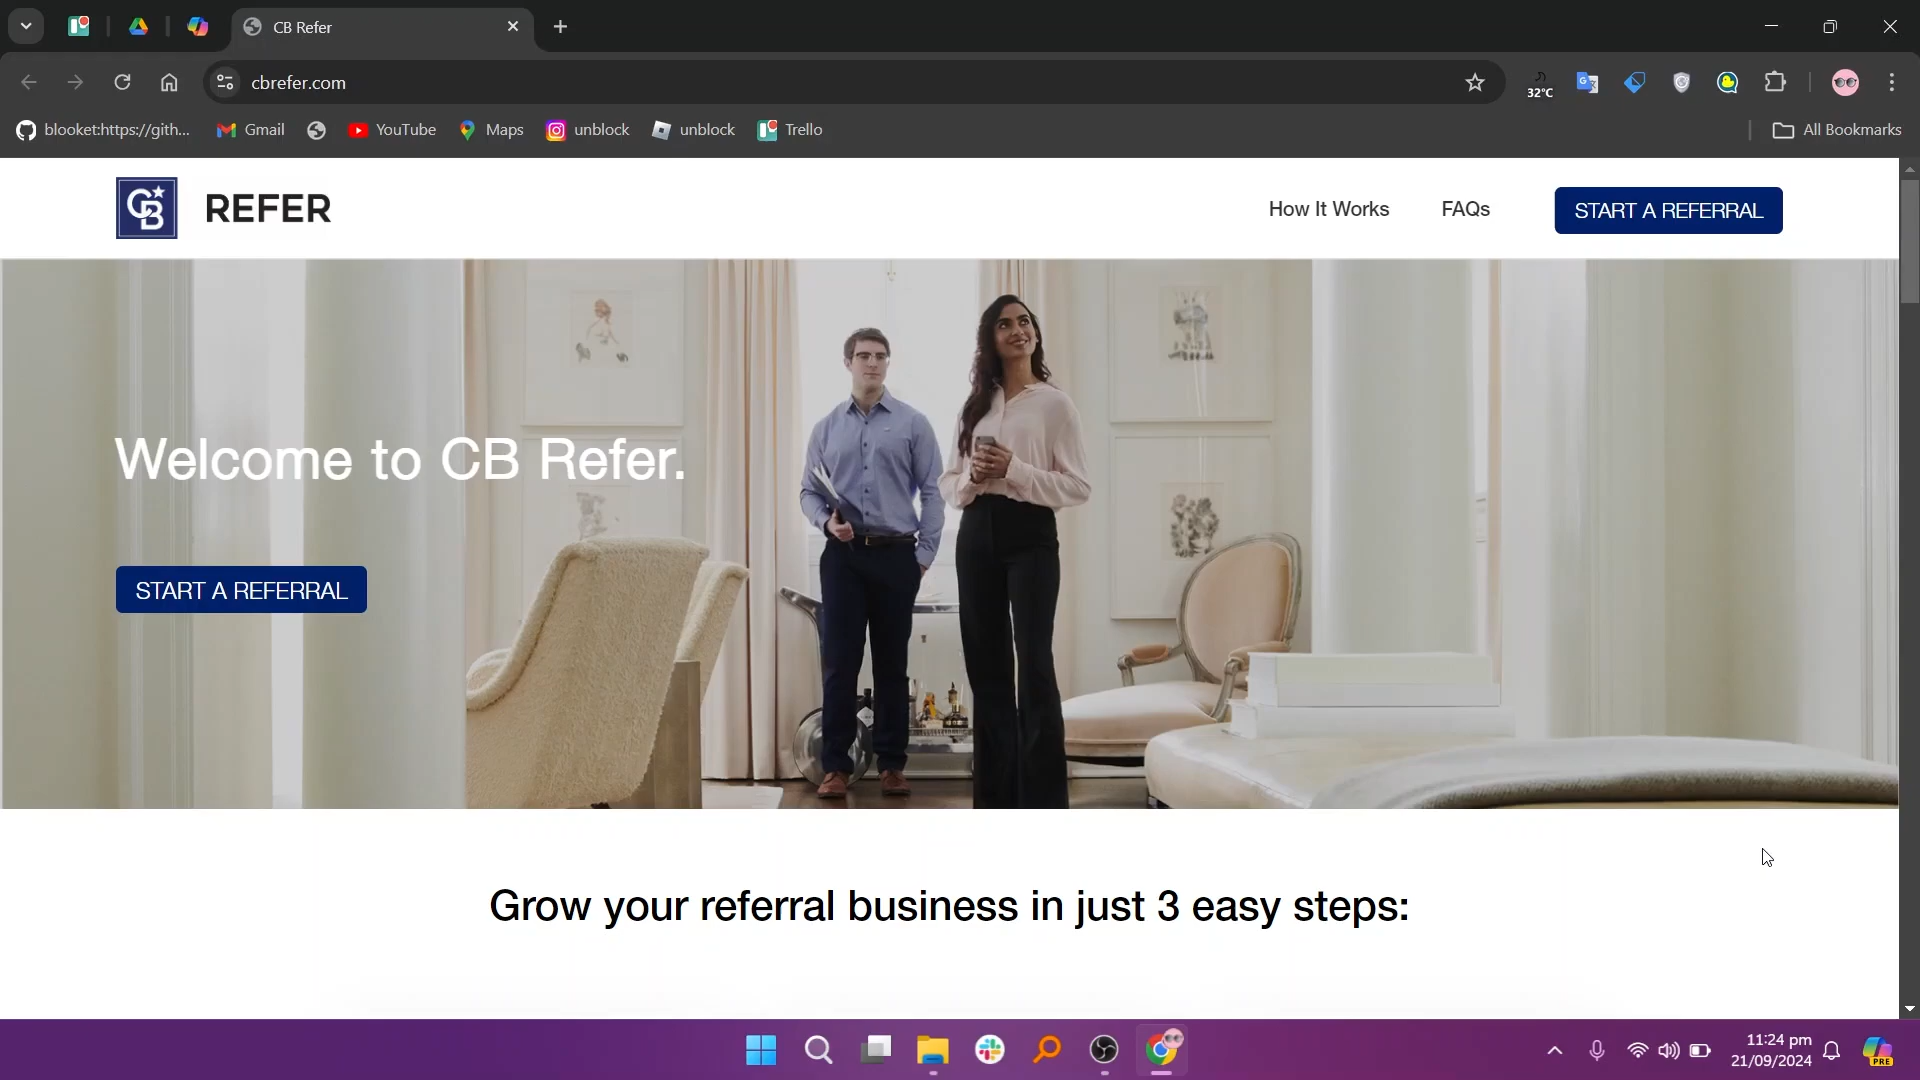 CB Refer
cbrefer.com
32°C
blooket:https://gith...
Gmail
YouTube
Maps
unblock
unblock
Trello
All Bookmarks
CB
REFER
How It Works
FAQs
START A REFERRAL
Welcome to CB Refer.
START A REFERRAL
Grow your referral business in just 3 easy steps:
11:24 pm
21/09/2024
PRE